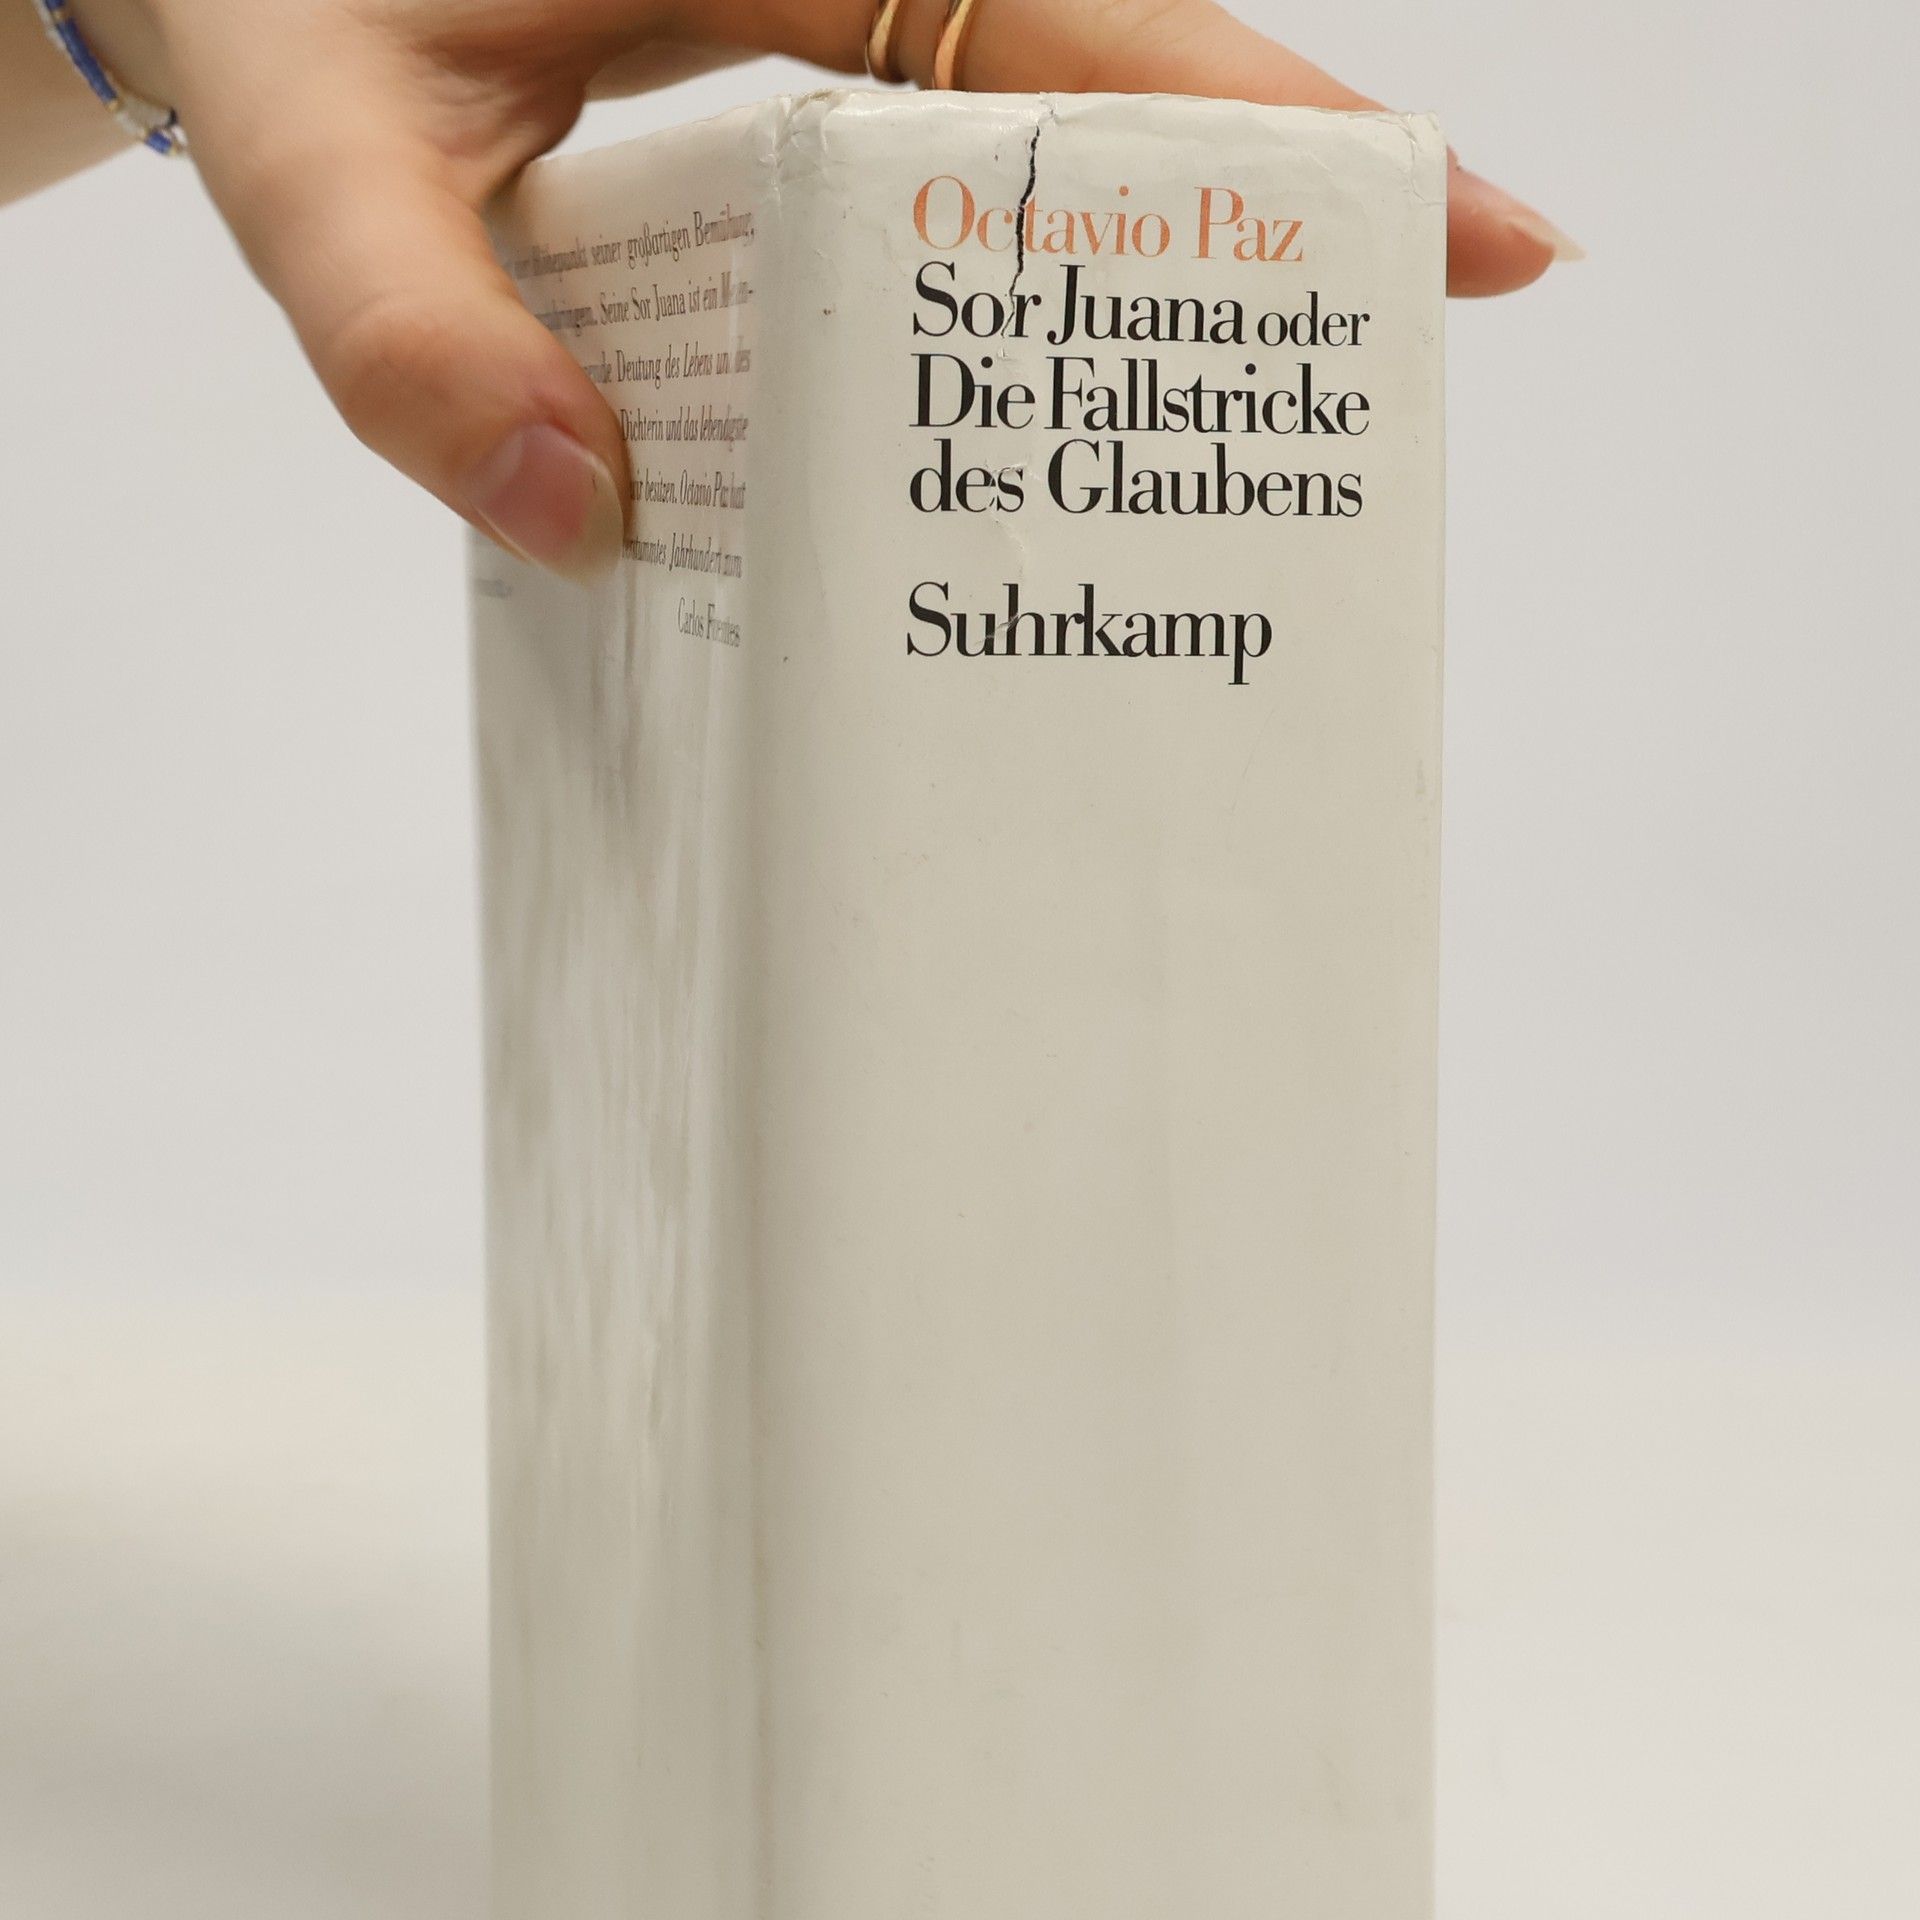 seiner großartigen Bemühung,
Seine Sor Juana ist ein
Deutung des Lebens und des
Dichterin und das lebendigste
wir besitzen. Octavio Paz hat
verstummtes Jahrhundert zum
Carlos Fuentes
Octavio Paz
Sor Juana oder
Die Fallstricke
des Glaubens
Suhrkamp